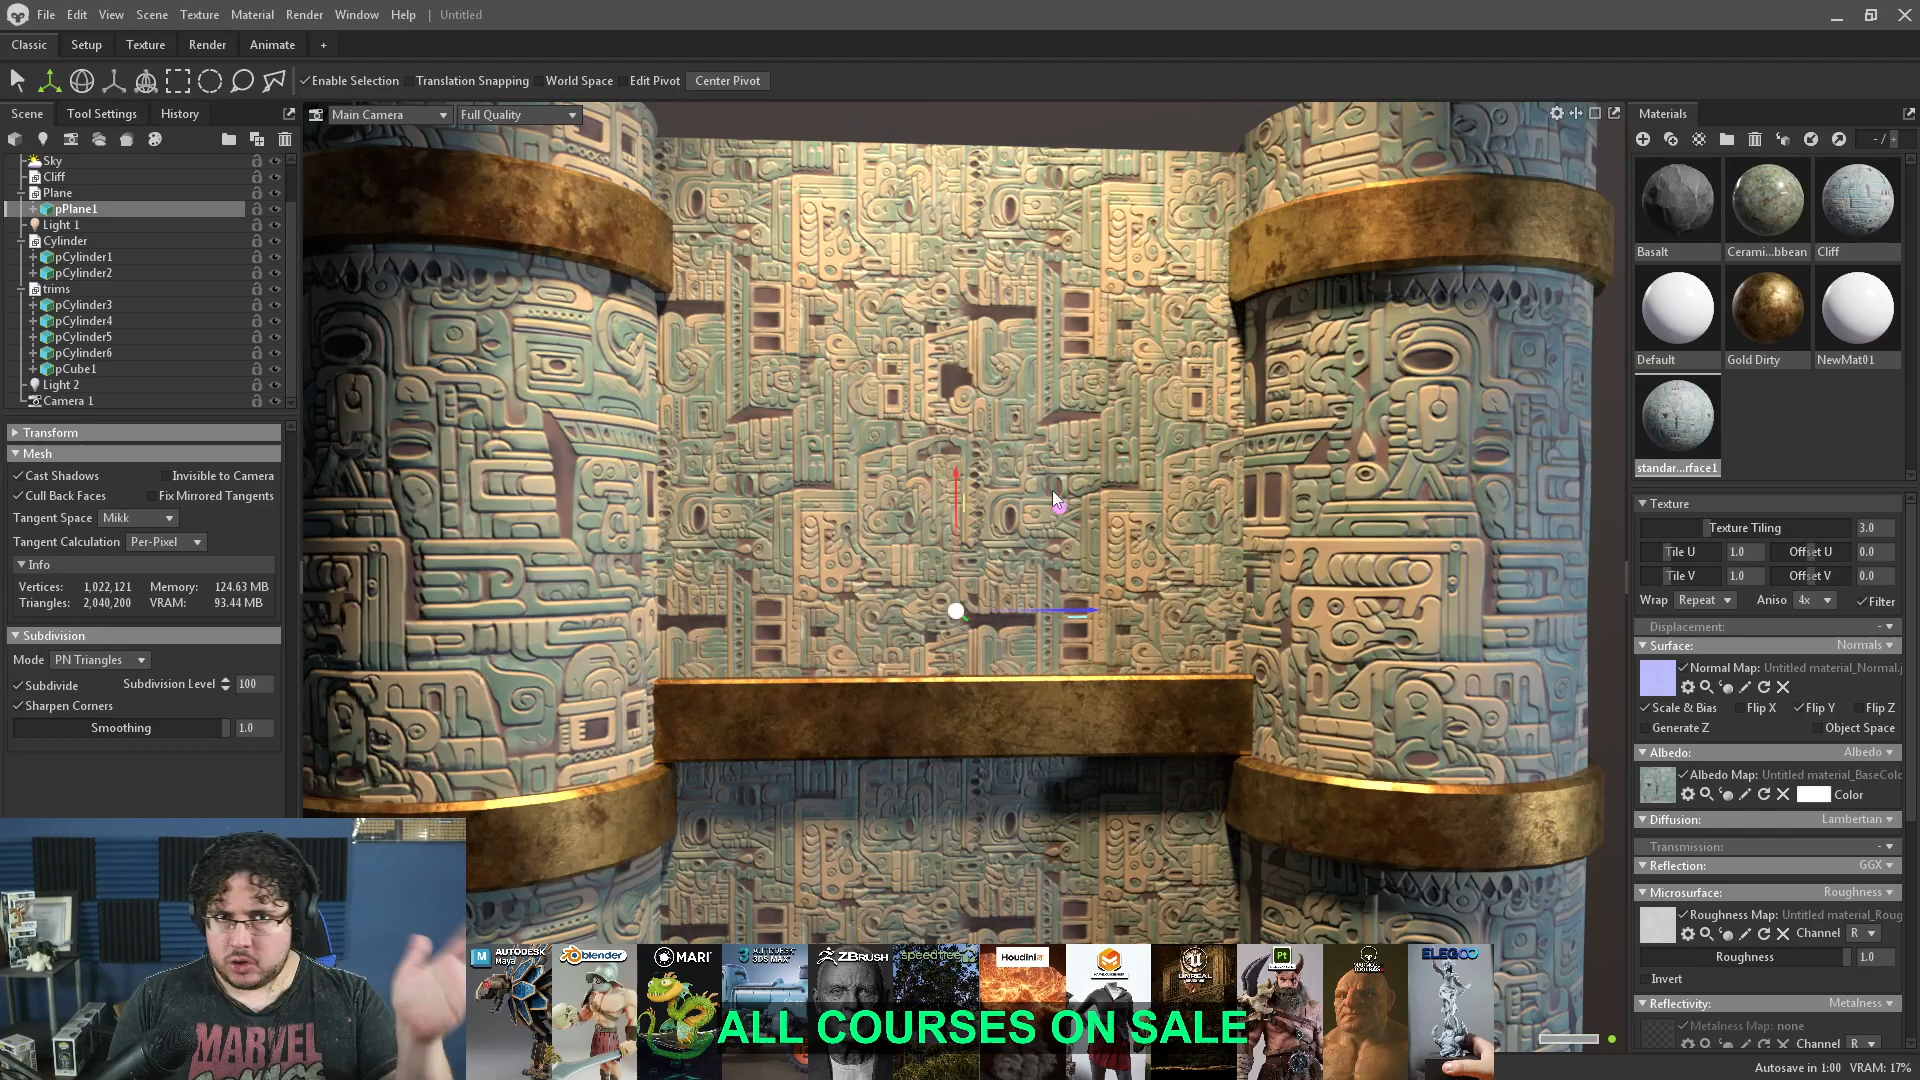 File Edit View Scene Texture Material Render Window Help | Untitled
Classic Setup Texture Render Animate +
Enable Selection Translation Snapping World Space Edit Pivot Center Pivot
Scene Tool Settings History
Main Camera Full Quality
Materials
- / +
Sky
Cliff
Plane
pPlane1
Light 1
Cylinder
pCylinder1
pCylinder2
trims
pCylinder3
pCylinder4
pCylinder5
pCylinder6
pCube1
Light 2
Camera 1
Transform
Mesh
Cast Shadows Invisible to Camera
Cull Back Faces Fix Mirrored Tangents
Tangent Space Mikk
Tangent Calculation Per-Pixel
Info
Vertices: 1,022,121 Memory: 124.63 MB
Triangles: 2,040,200 VRAM: 93.44 MB
Subdivision
Mode PN Triangles
Subdivide Subdivision Level 100
Sharpen Corners
Smoothing 1.0
Basalt Cerami...bbean Cliff
Default Gold Dirty NewMat01
standar...rface1
Texture
Texture Tiling 3.0
Tile U 1.0 Offset U 0.0
Tile V 1.0 Offset V 0.0
Wrap Repeat Aniso 4x Filter
Displacement: -
Surface: Normals
Normal Map: Untitled material_Normal.j
Scale & Bias Flip X Flip Y Flip Z
Generate Z Object Space
Albedo: Albedo
Albedo Map: Untitled material_BaseColo
Color
Diffusion: Lambertian
Transmission: -
Reflection: GGX
Microsurface: Roughness
Roughness Map: Untitled material_Roug
Channel R
Roughness 1.0
Invert
Reflectivity: Metalness
Metalness Map: none
Channel R
Autosave in 1:00 VRAM: 17%
MARVEL
M AUTODESK Maya
blender
MARI
3DS MAX
ZBRUSH
speedtree
Houdini
UNREAL
Pt
ELEGOO
ALL COURSES ON SALE